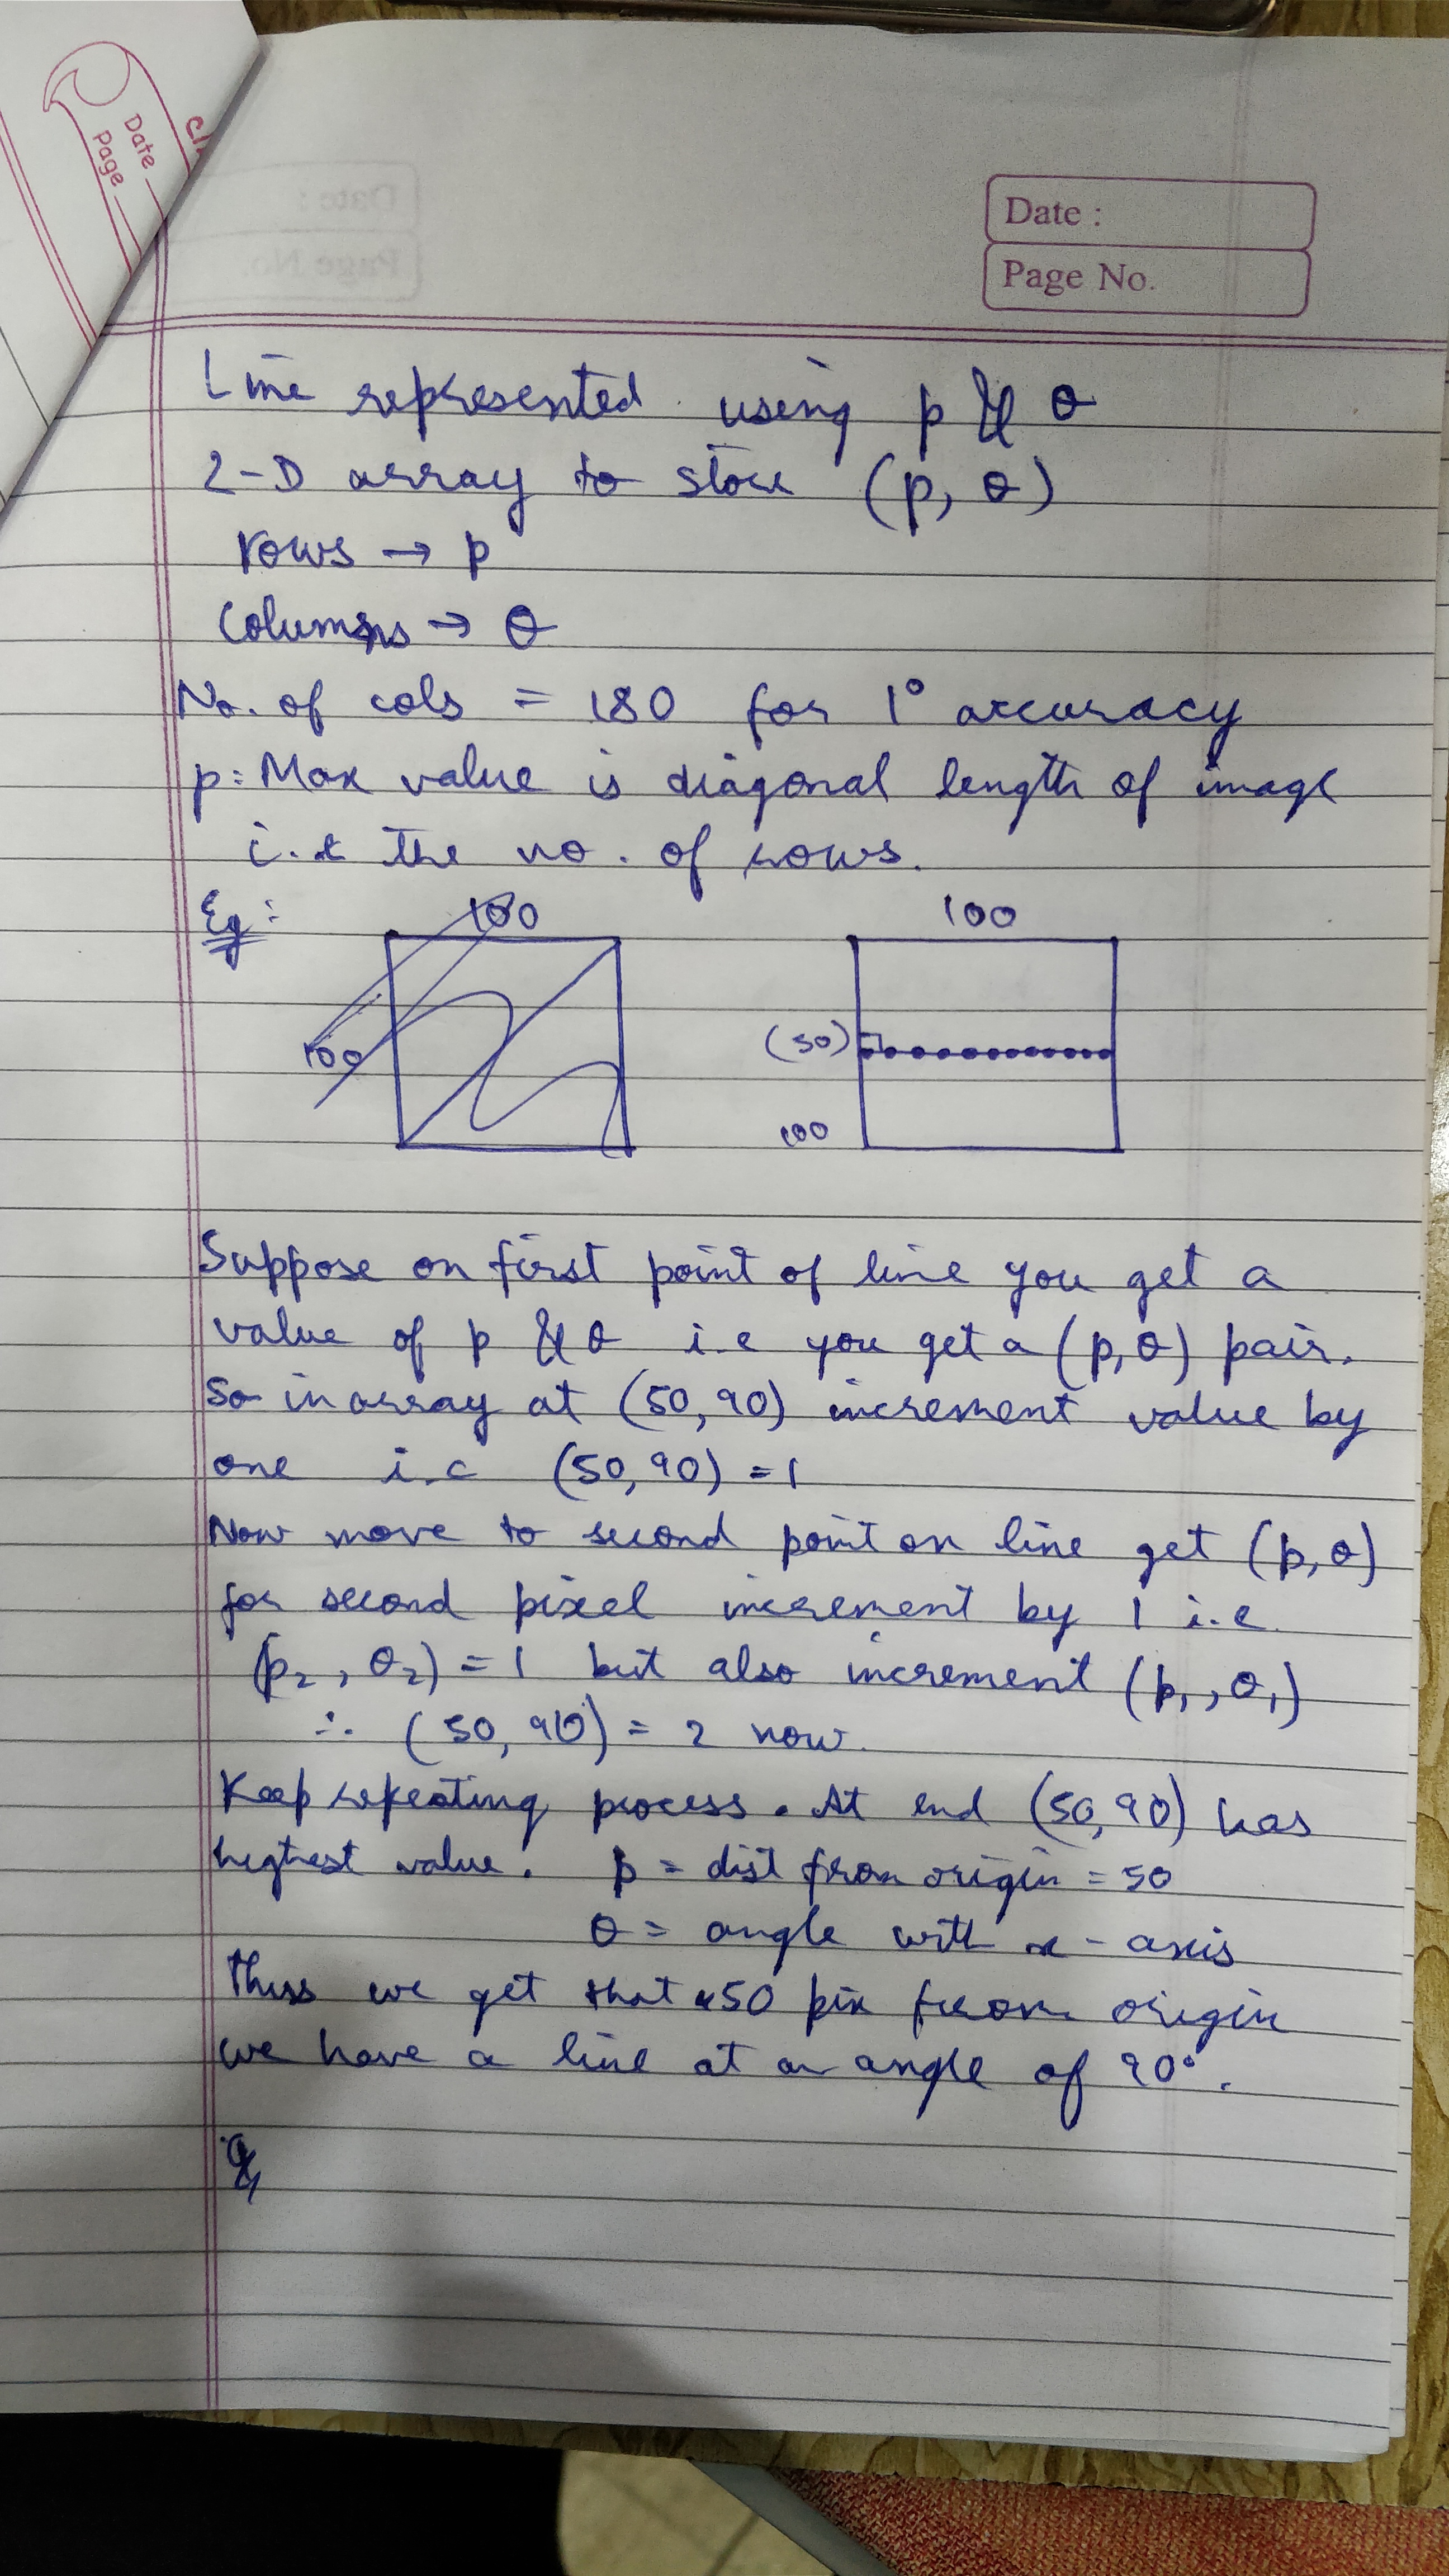 Date
Page
Date :
Page No.
Line represented using p & θ
2-D array to store (p, θ)
rows → p
Columns → θ
No. of cols = 180 for 1° accuracy
p: Max value is diagonal length of image
i.e the no. of rows.
Eg:
100
100
100
(50)
100
Suppose on first point of line you get a
value of p & θ i.e you get a (p,θ) pair.
So in array at (50,90) increment value by
one i.e (50,90) = 1
Now move to second point on line get (p,θ)
for second pixel increment by 1 i.e
(p₂, θ₂) = 1 but also increment (p₁, θ₁)
∴ (50, 90) = 2 now.
Keep repeating process. At end (50,90) has
highest value. p = dist from origin = 50
θ = angle with x-axis
Thus we get that 50 pix from origin
we have a line at an angle of 90°.